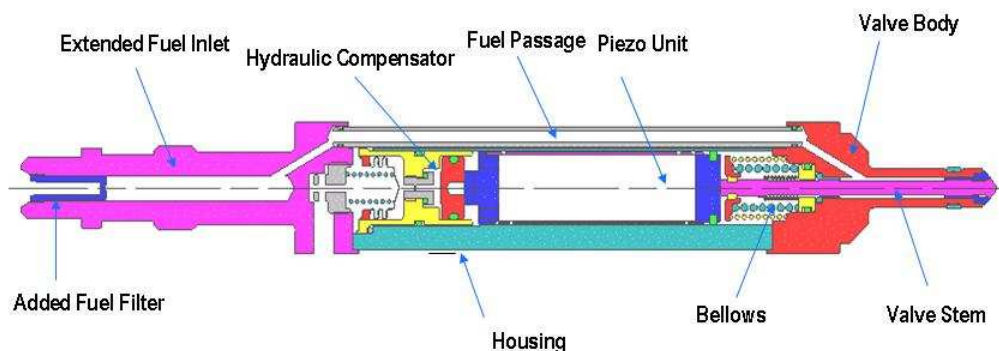 Extended Fuel Inlet
Hydraulic Compensator
Fuel Passage
Piezo Unit
Valve Body
Added Fuel Filter
Housing
Bellows
Valve Stem